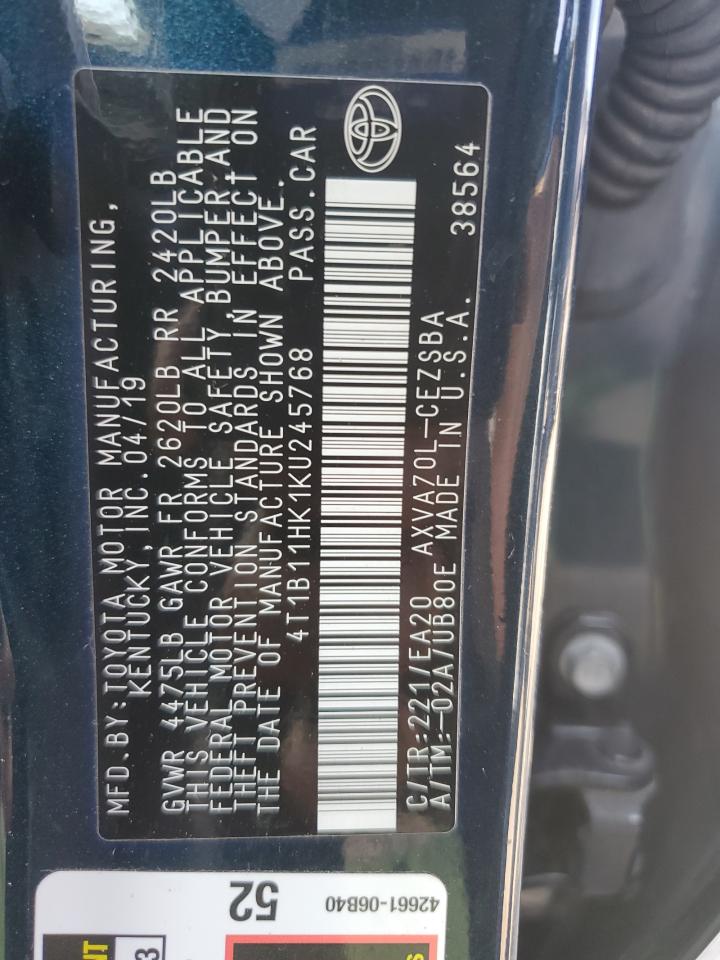 MFD.BY:TOYOTA MOTOR MANUFACTURING,
KENTUCKY, INC. 04/19
GVWR 4475LB GAWR FR 2620LB RR 2420LB
THIS VEHICLE CONFORMS TO ALL APPLICABLE
FEDERAL MOTOR VEHICLE SAFETY, BUMPER, AND
THEFT PREVENTION STANDARDS IN EFFECT ON
THE DATE OF MANUFACTURE SHOWN ABOVE.
4T1B11HK1KU245768 PASS.CAR
C/TR:221/EA20 AXVA70L-CEZSBA
A/TM:-02A/UB80E MADE IN U.S.A. 38564
52
42661-06B40
NT
3
S